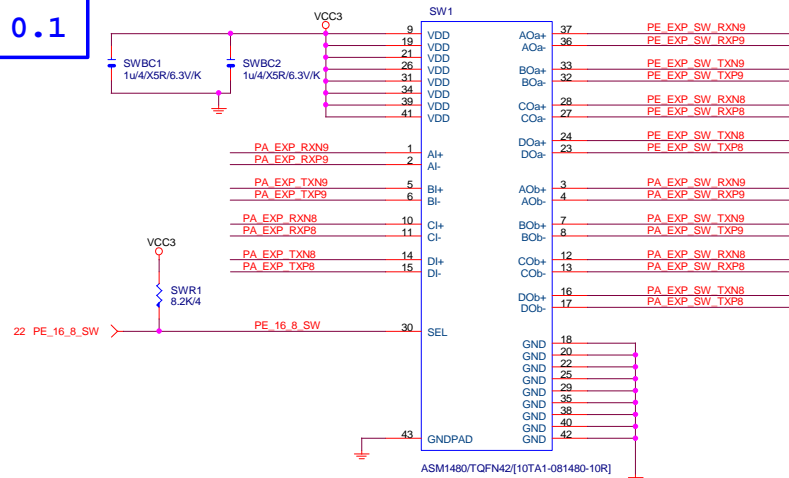 0.1
VCC3
SWBC1
1u/4/X5R/6.3V/K
SWBC2
1u/4/X5R/6.3V/K
SW1
9 VDD
19 VDD
21 VDD
26 VDD
31 VDD
34 VDD
39 VDD
41 VDD
PA_EXP_RXN9 1 AI+
PA_EXP_RXP9 2 AI-
PA_EXP_TXN9 5 BI+
PA_EXP_TXP9 6 BI-
PA_EXP_RXN8 10 CI+
PA_EXP_RXP8 11 CI-
PA_EXP_TXN8 14 DI+
PA_EXP_TXP8 15 DI-
VCC3
SWR1
8.2K/4
22 PE_16_8_SW PE_16_8_SW 30 SEL
43 GNDPAD
AOa+ 37 PE_EXP_SW_RXN9
AOa- 36 PE_EXP_SW_RXP9
BOa+ 33 PE_EXP_SW_TXN9
BOa- 32 PE_EXP_SW_TXP9
COa+ 28 PE_EXP_SW_RXN8
COa- 27 PE_EXP_SW_RXP8
DOa+ 24 PE_EXP_SW_TXN8
DOa- 23 PE_EXP_SW_TXP8
AOb+ 3 PA_EXP_SW_RXN9
AOb- 4 PA_EXP_SW_RXP9
BOb+ 7 PA_EXP_SW_TXN9
BOb- 8 PA_EXP_SW_TXP9
COb+ 12 PA_EXP_SW_RXN8
COb- 13 PA_EXP_SW_RXP8
DOb+ 16 PA_EXP_SW_TXN8
DOb- 17 PA_EXP_SW_TXP8
GND 18
GND 20
GND 22
GND 25
GND 29
GND 35
GND 38
GND 40
GND 42
ASM1480/TQFN42/[10TA1-081480-10R]